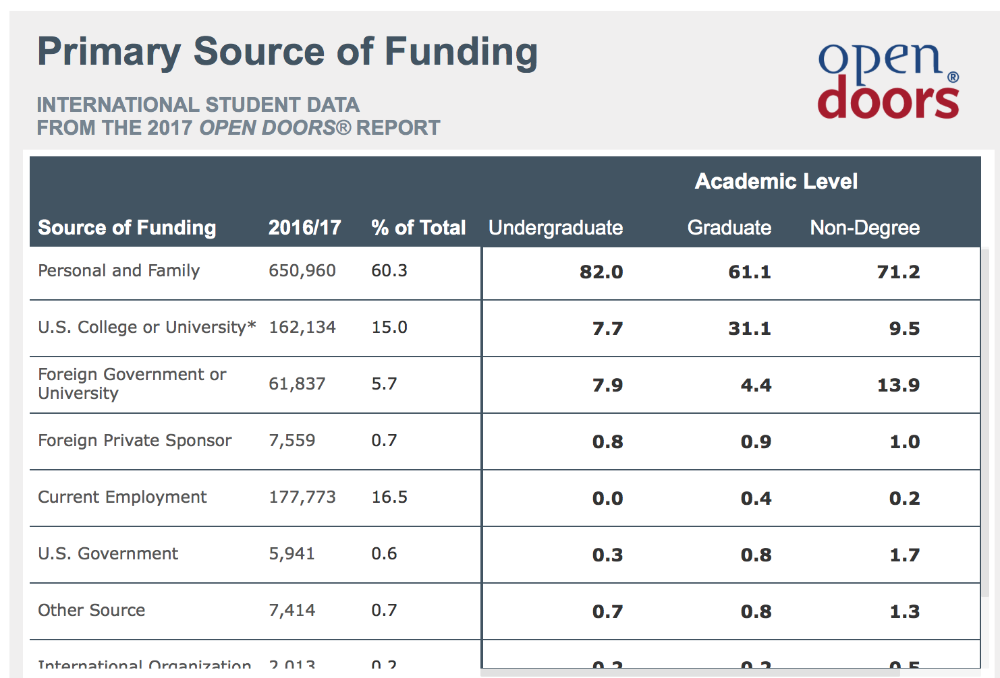 Primary Source of Funding
open
doors®
INTERNATIONAL STUDENT DATA
FROM THE 2017 OPEN DOORS® REPORT
Academic Level
Source of Funding 2016/17 % of Total Undergraduate Graduate Non-Degree
Personal and Family 650,960 60.3 82.0 61.1 71.2
U.S. College or University* 162,134 15.0 7.7 31.1 9.5
Foreign Government or
University 61,837 5.7 7.9 4.4 13.9
Foreign Private Sponsor 7,559 0.7 0.8 0.9 1.0
Current Employment 177,773 16.5 0.0 0.4 0.2
U.S. Government 5,941 0.6 0.3 0.8 1.7
Other Source 7,414 0.7 0.7 0.8 1.3
International Organization 2,013 0.2 0.2 0.2 0.5